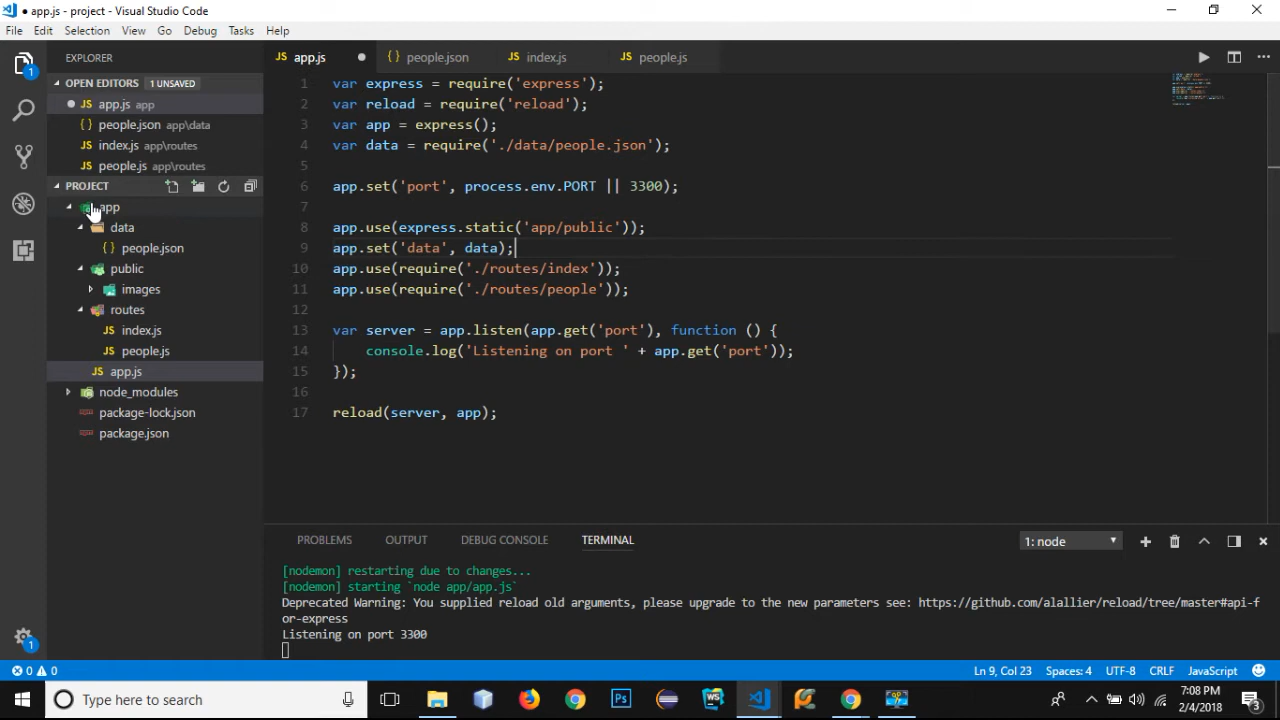 ● app.js - project - Visual Studio Code
File Edit Selection View Go Debug Tasks Help
EXPLORER
OPEN EDITORS 1 UNSAVED
app.js app
people.json app\data
index.js app\routes
people.js app\routes
PROJECT
app
data
people.json
public
images
routes
index.js
people.js
app.js
node_modules
package-lock.json
package.json
1
1
JS app.js ● { } people.json JS index.js JS people.js
1 var express = require('express');
2 var reload = require('reload');
3 var app = express();
4 var data = require('./data/people.json');
5
6 app.set('port', process.env.PORT || 3300);
7
8 app.use(express.static('app/public'));
9 app.set('data', data);
10 app.use(require('./routes/index'));
11 app.use(require('./routes/people'));
12
13 var server = app.listen(app.get('port'), function () {
14 console.log('Listening on port ' + app.get('port'));
15 });
16
17 reload(server, app);
PROBLEMS OUTPUT DEBUG CONSOLE TERMINAL 1: node
[nodemon] restarting due to changes...
[nodemon] starting `node app/app.js`
Deprecated Warning: You supplied reload old arguments, please upgrade to the new parameters see: https://github.com/alallier/reload/tree/master#api-f
or-express
Listening on port 3300
0 0 Ln 9, Col 23 Spaces: 4 UTF-8 CRLF JavaScript
Type here to search
7:08 PM
2/4/2018
3